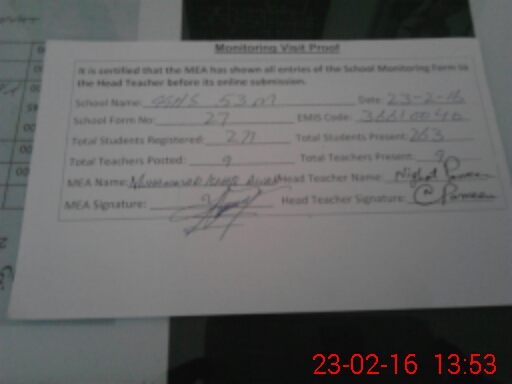 Monitoring Visit Proof
It is certified that the MEA has shown all entries of the School Monitoring Form to
the Head Teacher before its online submission.
School Name: GGHS 53 M Date: 23-2-16
School Form No: 27 EMIS Code:
Total Students Registered: 271 Total Students Present: 263
Total Teachers Posted: 9 Total Teachers Present: 9
MEA Name: Muhammad Head Teacher Name:
MEA Signature: Head Teacher Signature:
23-02-16 13:53